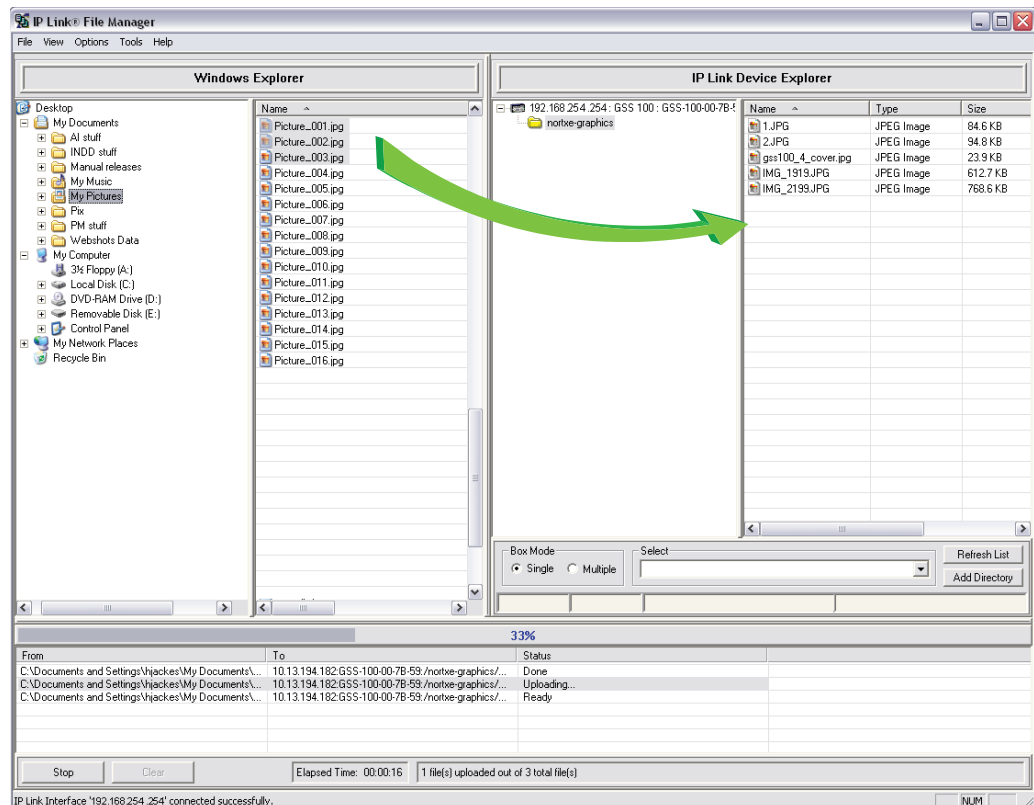 IP Link® File Manager
File View Options Tools Help
Windows Explorer
Desktop
My Documents
AI stuff
INDD stuff
Manual releases
My Music
My Pictures
Pix
PM stuff
Webshots Data
My Computer
3½ Floppy (A:)
Local Disk (C:)
DVD-RAM Drive (D:)
Removable Disk (E:)
Control Panel
My Network Places
Recycle Bin
Name
Picture_001.jpg
Picture_002.jpg
Picture_003.jpg
Picture_004.jpg
Picture_005.jpg
Picture_006.jpg
Picture_007.jpg
Picture_008.jpg
Picture_009.jpg
Picture_010.jpg
Picture_011.jpg
Picture_012.jpg
Picture_013.jpg
Picture_014.jpg
Picture_015.jpg
Picture_016.jpg
IP Link Device Explorer
192.168.254.254 : GSS 100 : GSS-100-00-7B-5
nortxe-graphics
Name Type Size
1.JPG JPEG Image 84.6 KB
2.JPG JPEG Image 94.8 KB
gss100_4_cover.jpg JPEG Image 23.9 KB
IMG_1919.JPG JPEG Image 612.7 KB
IMG_2199.JPG JPEG Image 768.6 KB
Box Mode
Single Multiple
Select
Refresh List
Add Directory
33%
From To Status
C:\Documents and Settings\hjackes\My Documents\... 10.13.194.182:GSS-100-00-7B-59:/nortxe-graphics/... Done
C:\Documents and Settings\hjackes\My Documents\... 10.13.194.182:GSS-100-00-7B-59:/nortxe-graphics/... Uploading...
C:\Documents and Settings\hjackes\My Documents\... 10.13.194.182:GSS-100-00-7B-59:/nortxe-graphics/... Ready
Stop Clear Elapsed Time: 00:00:16 1 file(s) uploaded out of 3 total file(s)
IP Link Interface '192.168.254.254' connected successfully. NUM